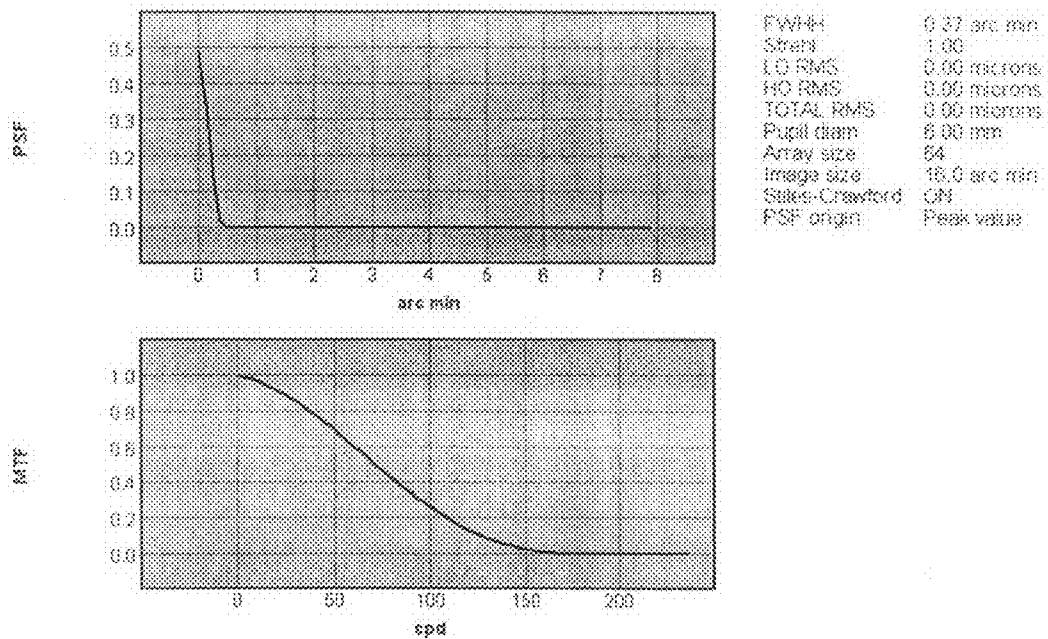 PSF
0.5
0.4
0.3
0.2
0.1
0.0
0 1 2 3 4 5 6 7 8
arc min
FWHH 0.37 arc min
Strehl 1.00
LO RMS 0.00 microns
HO RMS 0.00 microns
TOTAL RMS 0.00 microns
Pupil diam 6.00 mm
Array size 64
Image size 16.0 arc min
Stiles-Crawford ON
PSF origin Peak value
MTF
1.0
0.8
0.6
0.4
0.2
0.0
0 50 100 150 200
cpd